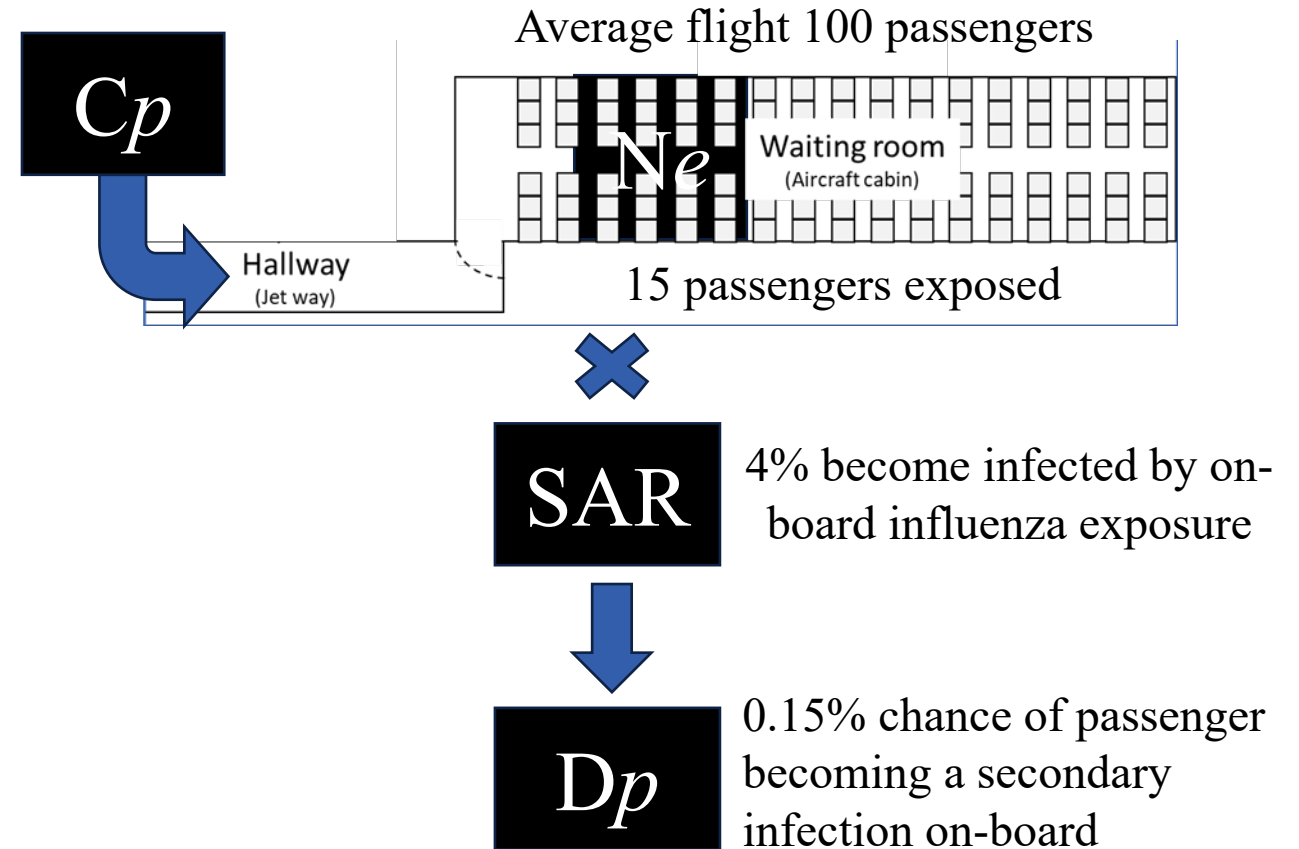 Average flight 100 passengers
Cp
Ne
Waiting room
(Aircraft cabin)
Hallway
(Jet way)
15 passengers exposed
SAR
4% become infected by on-
board influenza exposure
Dp
0.15% chance of passenger
becoming a secondary
infection on-board